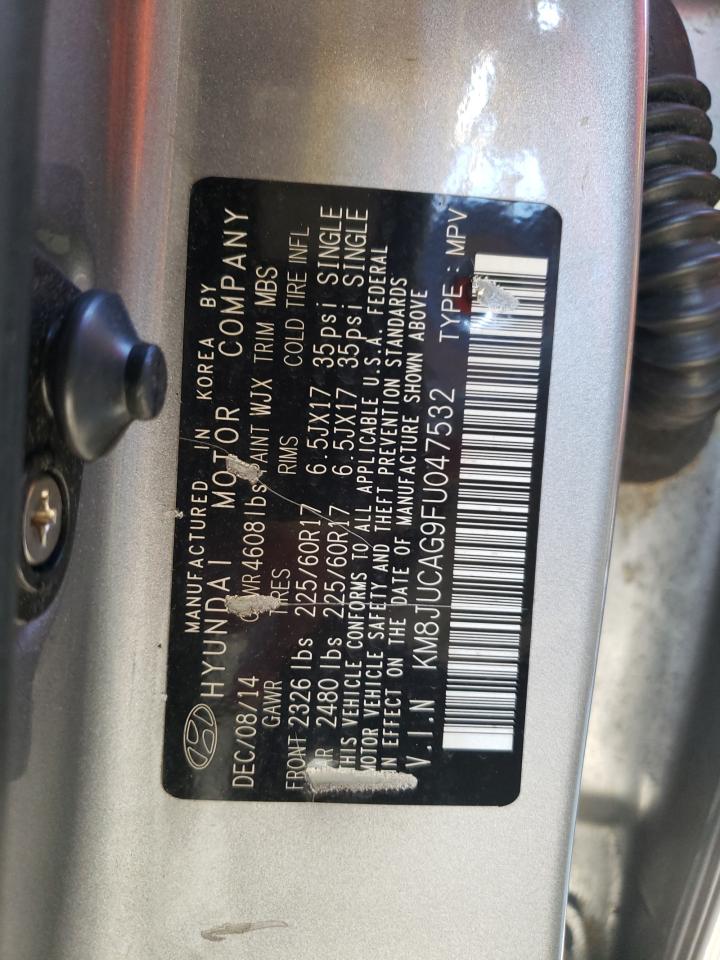 MANUFACTURED IN KOREA BY
HYUNDAI MOTOR COMPANY
DEC/08/14 GVWR 4608 lbs PAINT WJX TRIM MBS
GAWR TIRES RIMS COLD TIRE INFL
FRONT 2326 lbs 225/60R17 6.5JX17 35psi SINGLE
R 2480 lbs 225/60R17 6.5JX17 35psi SINGLE
THIS VEHICLE CONFORMS TO ALL APPLICABLE U.S.A. FEDERAL
MOTOR VEHICLE SAFETY AND THEFT PREVENTION STANDARDS
IN EFFECT ON THE DATE OF MANUFACTURE SHOWN ABOVE
V.I.N KM8JUCAG9FU047532 TYPE : MPV